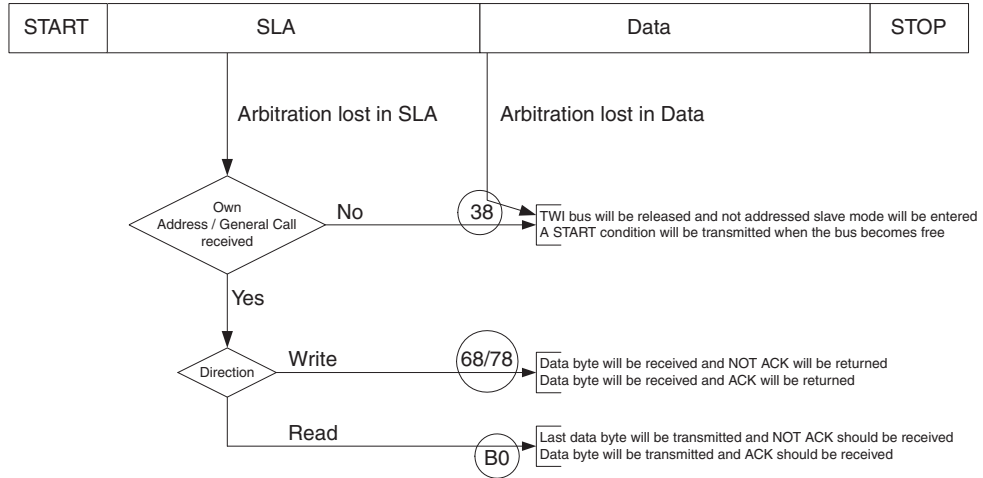 START SLA Data STOP
Arbitration lost in SLA Arbitration lost in Data
Own
Address / General Call
received
No
38
TWI bus will be released and not addressed slave mode will be entered
A START condition will be transmitted when the bus becomes free
Yes
Direction
Write
68/78
Data byte will be received and NOT ACK will be returned
Data byte will be received and ACK will be returned
Read
B0
Last data byte will be transmitted and NOT ACK should be received
Data byte will be transmitted and ACK should be received